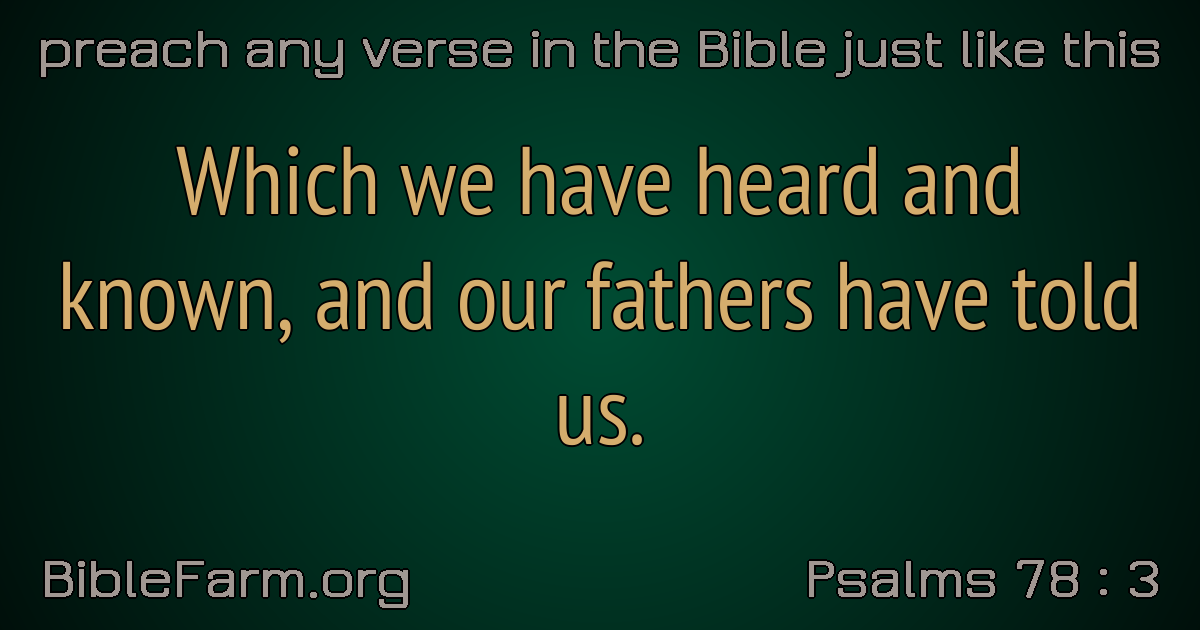 preach any verse in the Bible just like this
Which we have heard and
known, and our fathers have told
us.
BibleFarm.org
Psalms 78 : 3